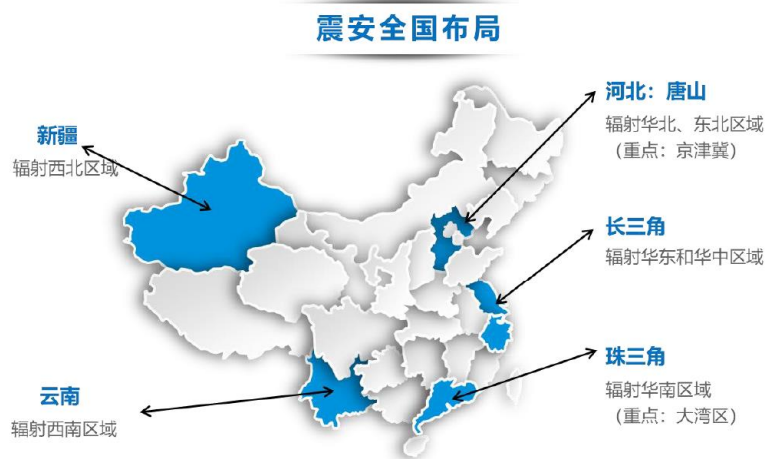 震安全国布局
新疆
辐射西北区域
云南
辐射西南区域
河北：唐山
辐射华北、东北区域
（重点：京津冀）
长三角
辐射华东和华中区域
珠三角
辐射华南区域
（重点：大湾区）